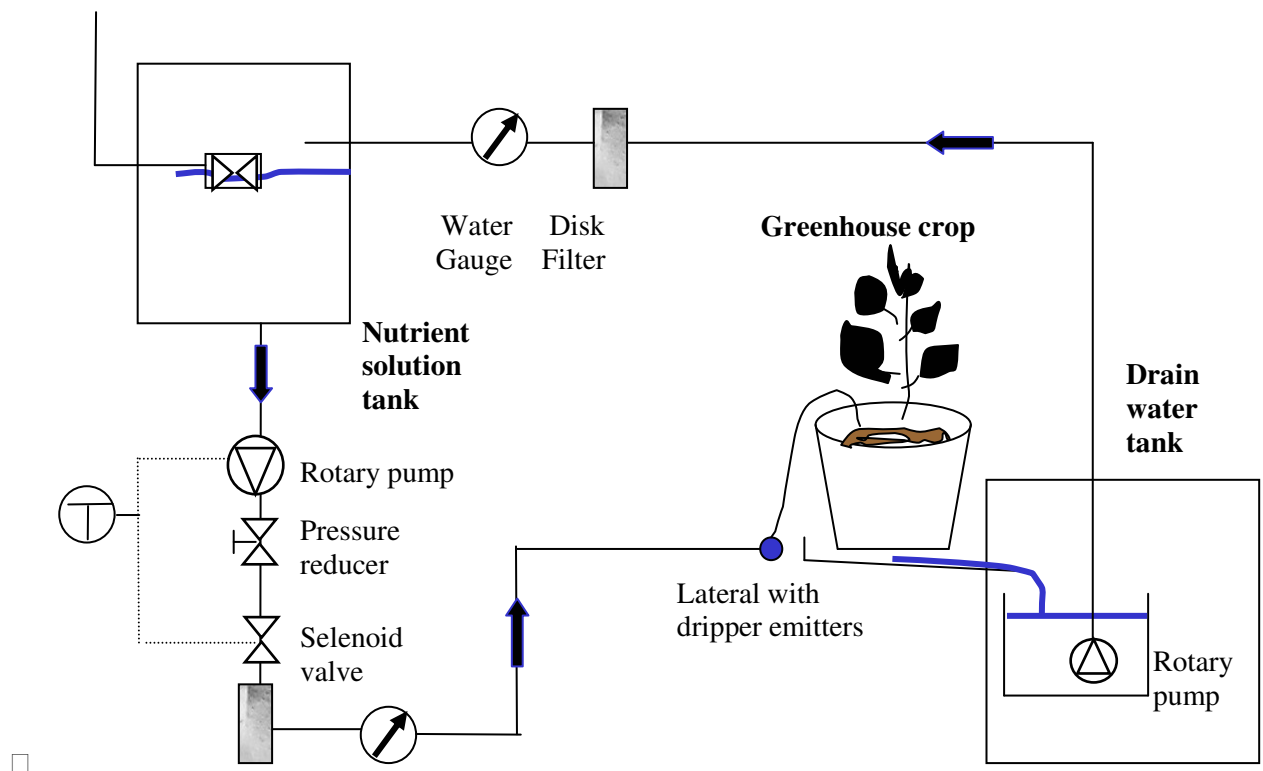 Water
Gauge
Disk
Filter
Greenhouse crop
Nutrient
solution
tank
Drain
water
tank
Rotary pump
T
Pressure
reducer
Lateral with
dripper emitters
Selenoid
valve
Rotary
pump